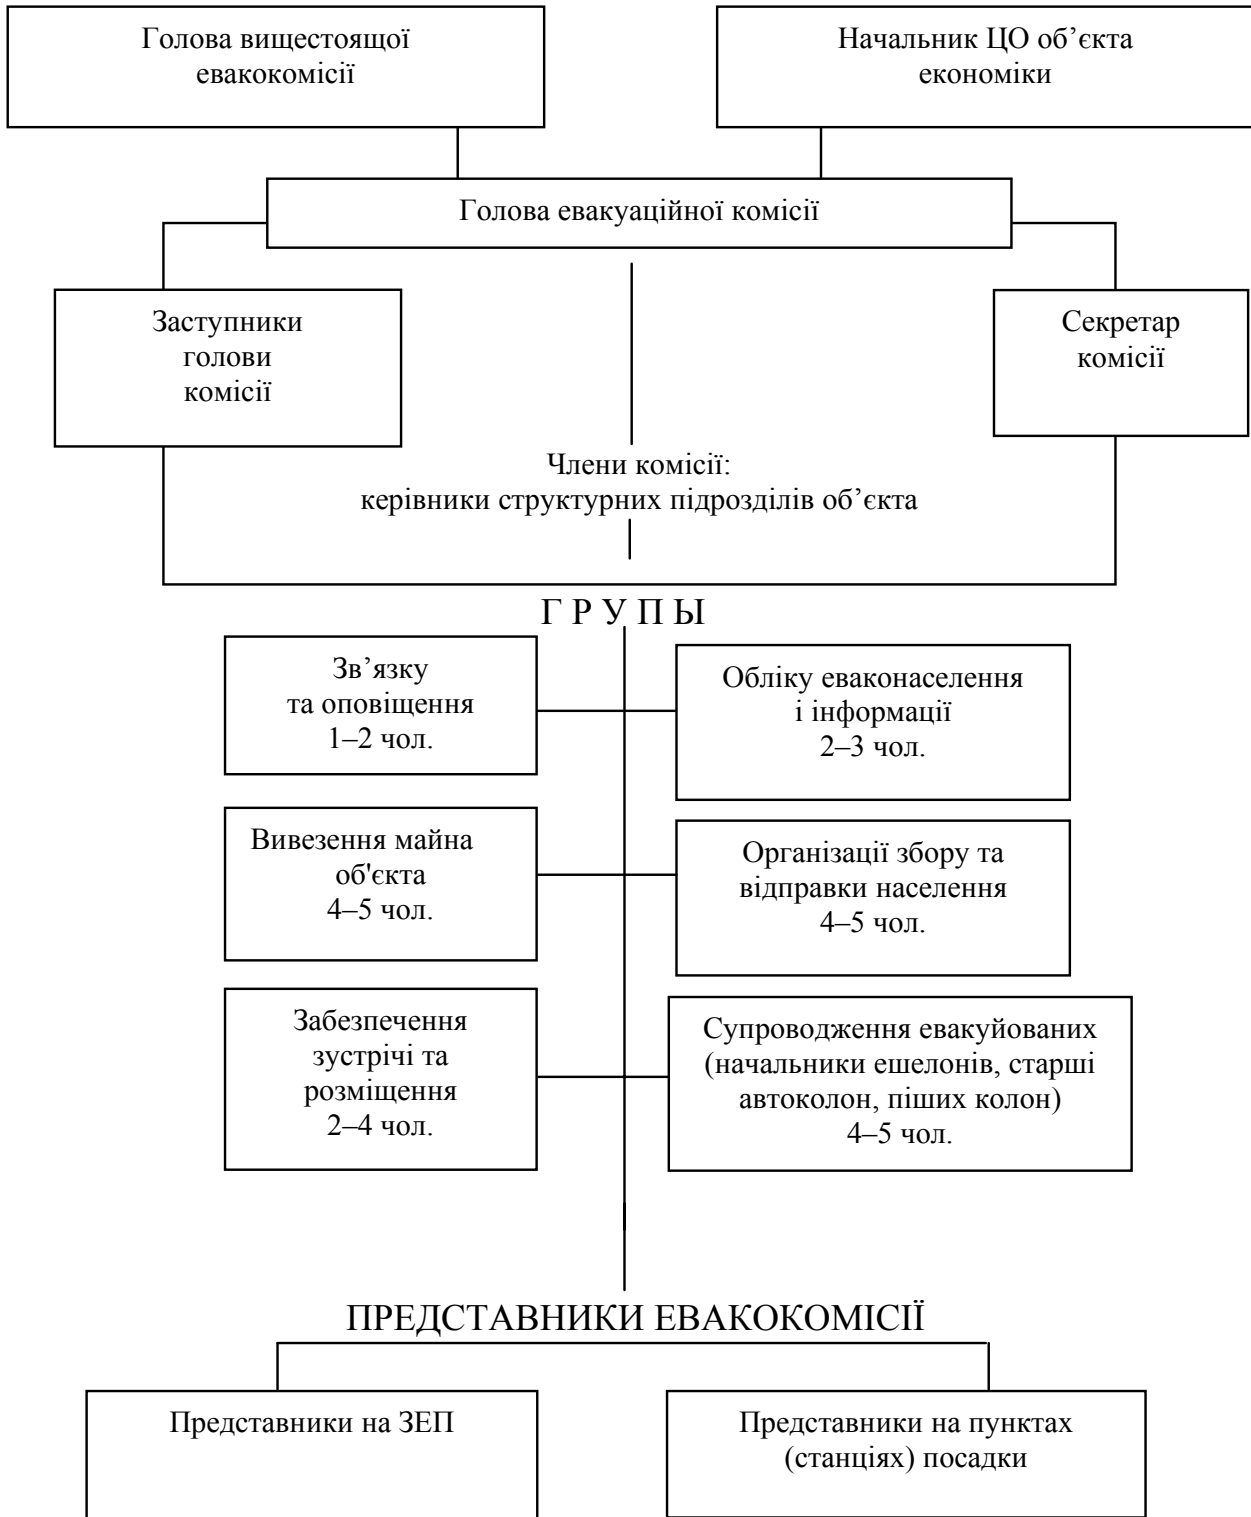 Голова вищестоящої
евакокомісії
Начальник ЦО об’єкта
економіки
Голова евакуаційної комісії
Заступники
голови
комісії
Секретар
комісії
Члени комісії:
керівники структурних підрозділів об’єкта
Г Р У П Ы
Зв’язку
та оповіщення
1–2 чол.
Обліку еваконаселення
і інформації
2–3 чол.
Вивезення майна
об'єкта
4–5 чол.
Організації збору та
відправки населення
4–5 чол.
Забезпечення
зустрічі та
розміщення
2–4 чол.
Супроводження евакуйованих
(начальники ешелонів, старші
автоколон, піших колон)
4–5 чол.
ПРЕДСТАВНИКИ ЕВАКОКОМІСІЇ
Представники на ЗЕП
Представники на пунктах
(станціях) посадки